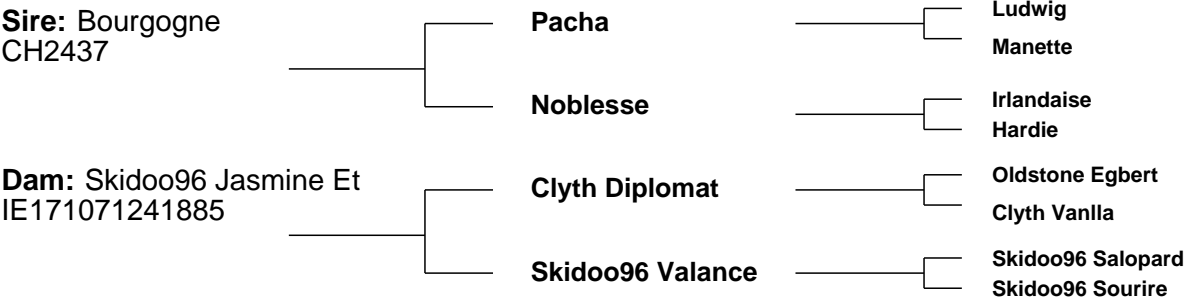 Sire: Bourgogne
CH2437
Pacha
Ludwig
Manette
Noblesse
Irlandaise
Hardie
Dam: Skidoo96 Jasmine Et
IE171071241885
Clyth Diplomat
Oldstone Egbert
Clyth Vanlla
Skidoo96 Valance
Skidoo96 Salopard
Skidoo96 Sourire